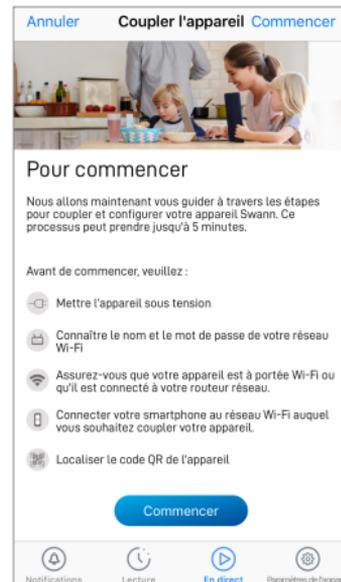 Annuler Coupler l'appareil Commencer
Pour commencer
Nous allons maintenant vous guider à travers les étapes
pour coupler et configurer votre appareil Swann. Ce
processus peut prendre jusqu'à 5 minutes.
Avant de commencer, veuillez :
Mettre l'appareil sous tension
Connaître le nom et le mot de passe de votre réseau
Wi-Fi
Assurez-vous que votre appareil est à portée Wi-Fi ou
qu'il est connecté à votre routeur réseau.
Connecter votre smartphone au réseau Wi-Fi auquel
vous souhaitez coupler votre appareil.
Localiser le code QR de l'appareil
Commencer
Notifications Lecture En direct Paramètres de